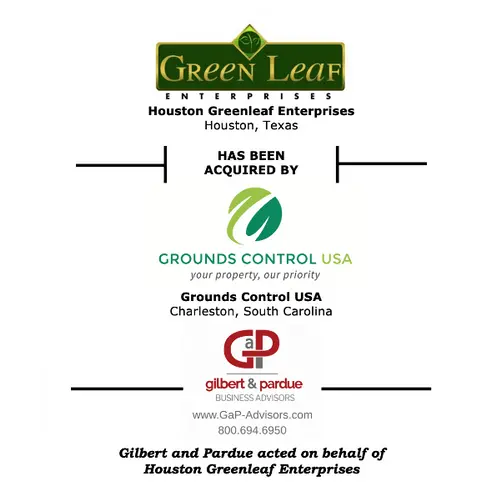 GREEN LEAF
ENTERPRISES
Houston Greenleaf Enterprises
Houston, Texas
HAS BEEN
ACQUIRED BY
GROUNDS CONTROL USA
your property, our priority
Grounds Control USA
Charleston, South Carolina
GaP
gilbert & pardue
BUSINESS ADVISORS
www.GaP-Advisors.com
800.694.6950
Gilbert and Pardue acted on behalf of
Houston Greenleaf Enterprises